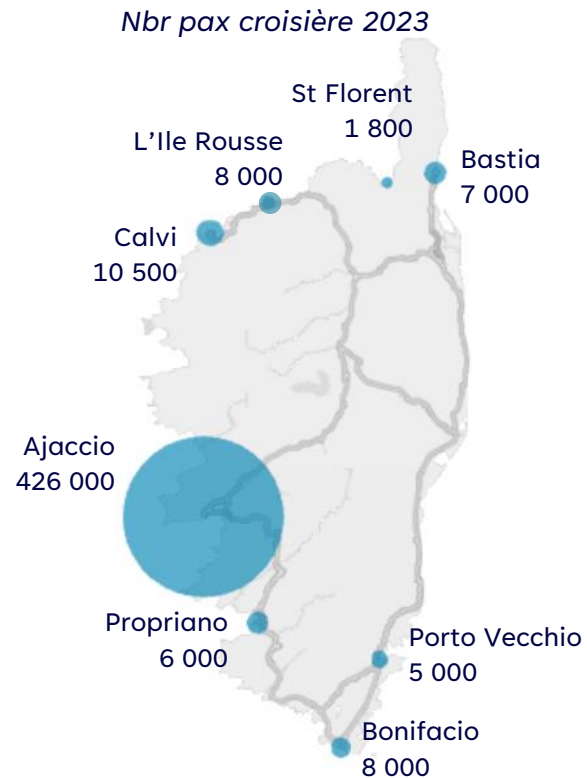 Nbr pax croisière 2023
St Florent
1 800
L'Ile Rousse
8 000
Bastia
7 000
Calvi
10 500
Ajaccio
426 000
Propriano
6 000
Porto Vecchio
5 000
Bonifacio
8 000